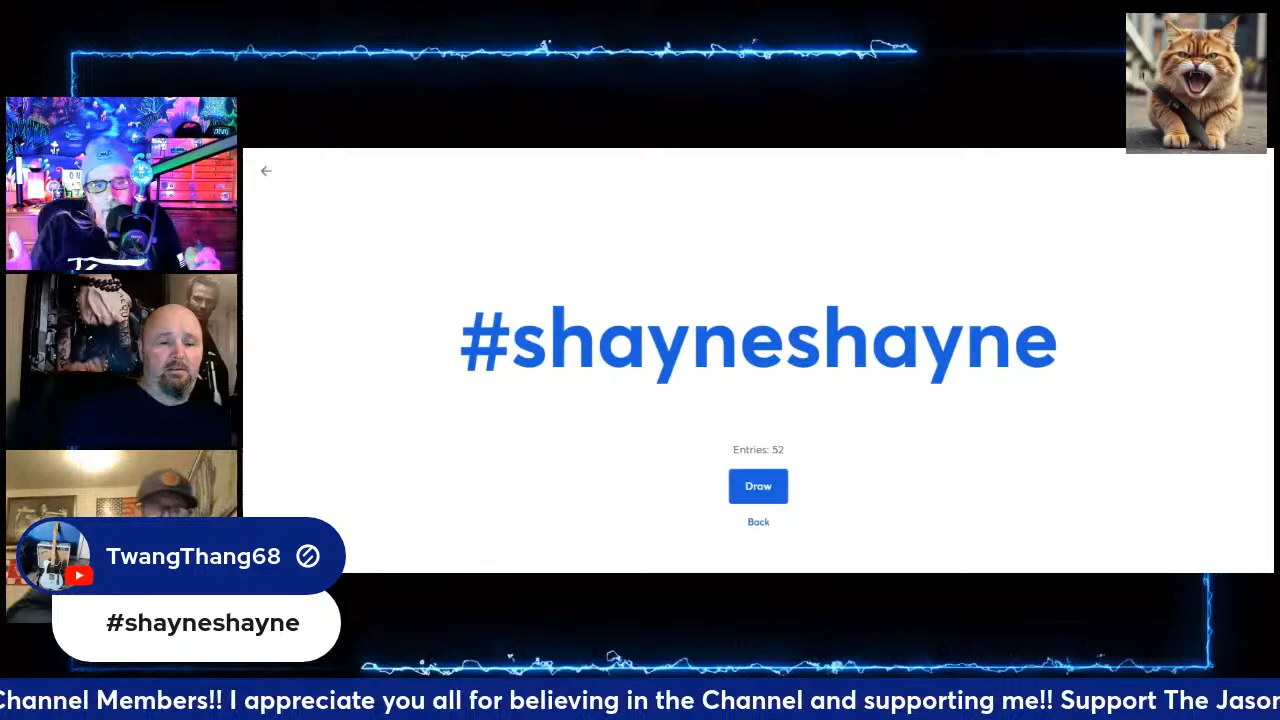 #shayneshayne
Entries: 52
Draw
Back
TwangThang68
#shayneshayne
Channel Members!! I appreciate you all for believing in the Channel and supporting me!! Support The Jason